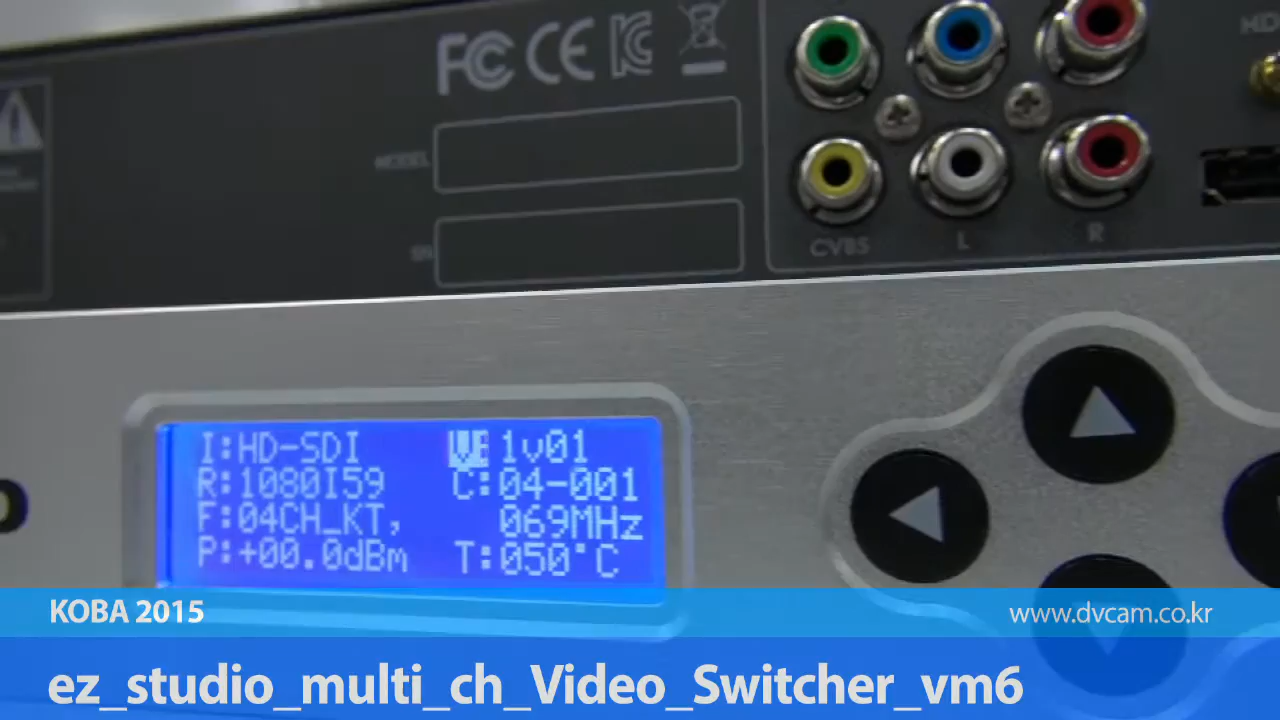 FC CE
MODEL
SN
CVBS L R
HD
I:HD-SDI V:1v01
R:1080I59 C:04-001
F:04CH_KT, 069MHz
P:+00.0dBm T:050°C
KOBA 2015 www.dvcam.co.kr
ez_studio_multi_ch_Video_Switcher_vm6